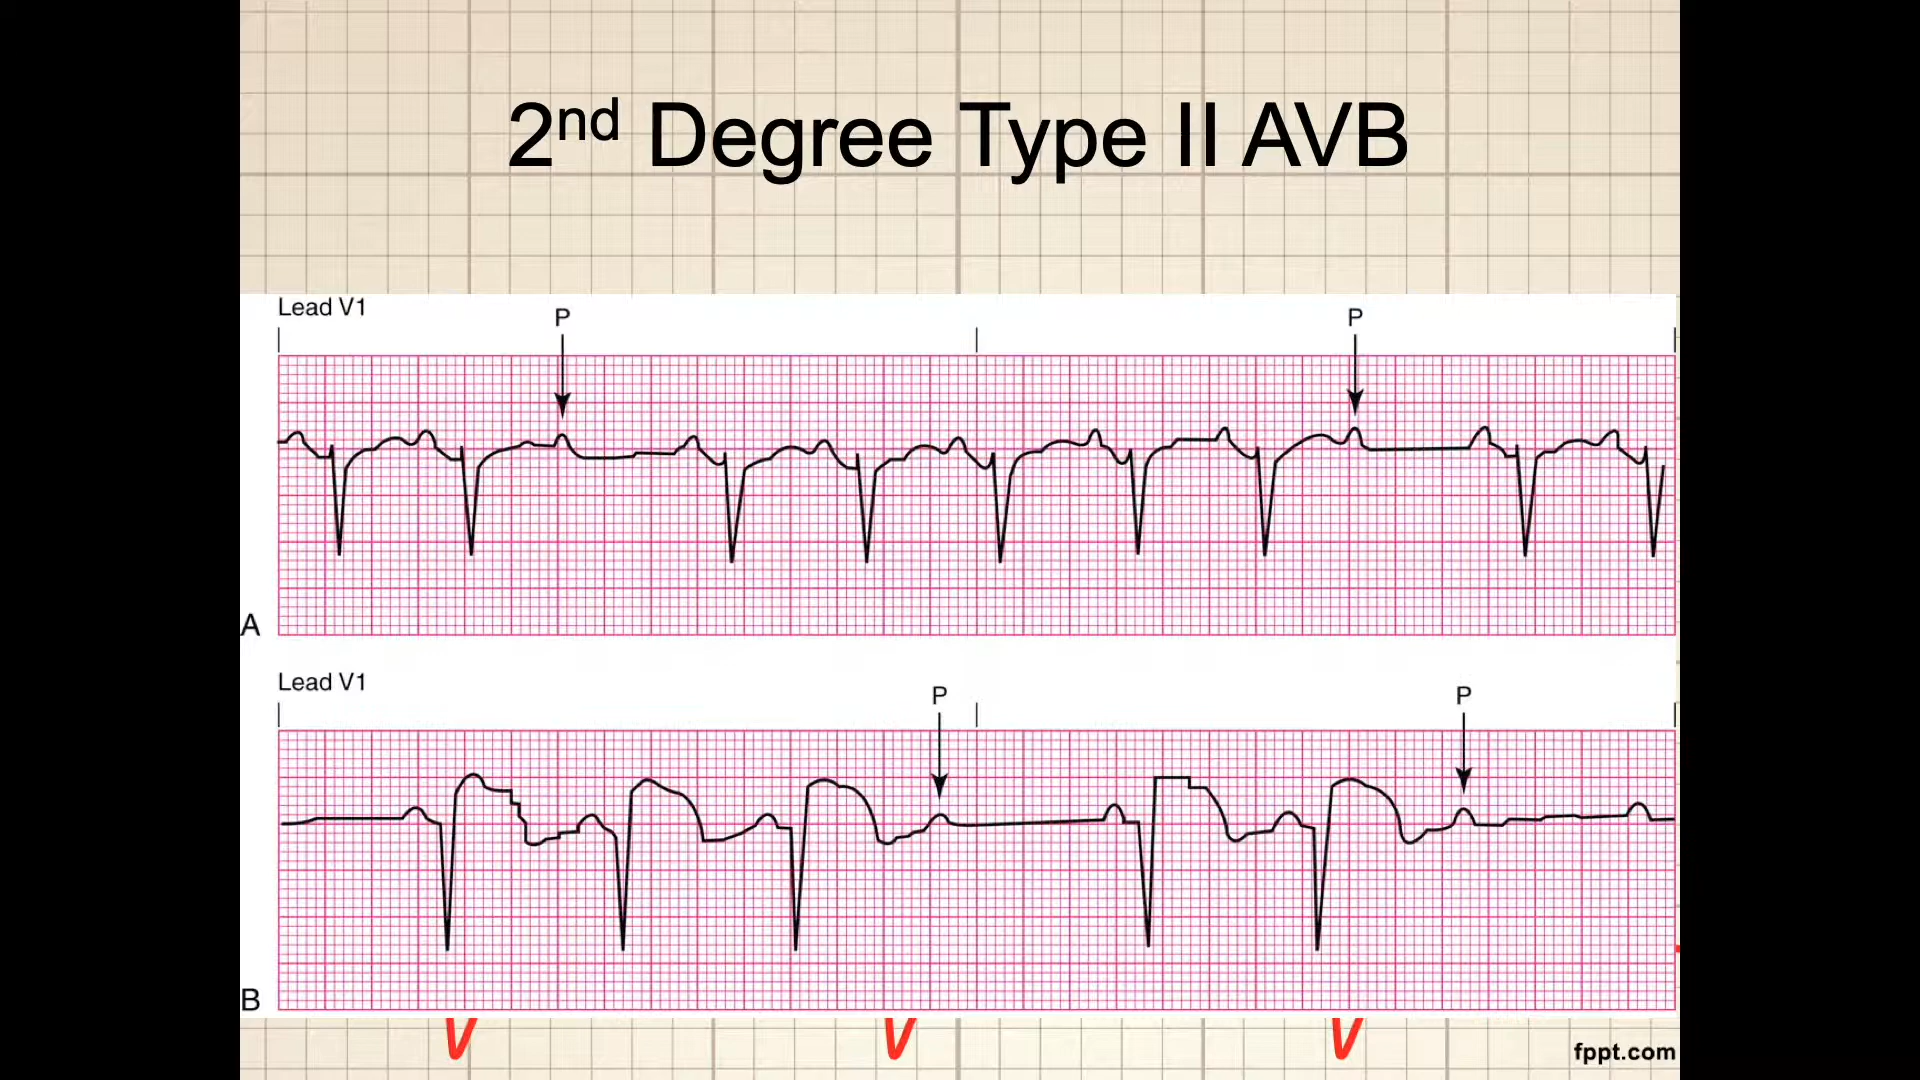 2nd Degree Type II AVB
Lead V1
P P
A
Lead V1
P P
B
V V V
fppt.com